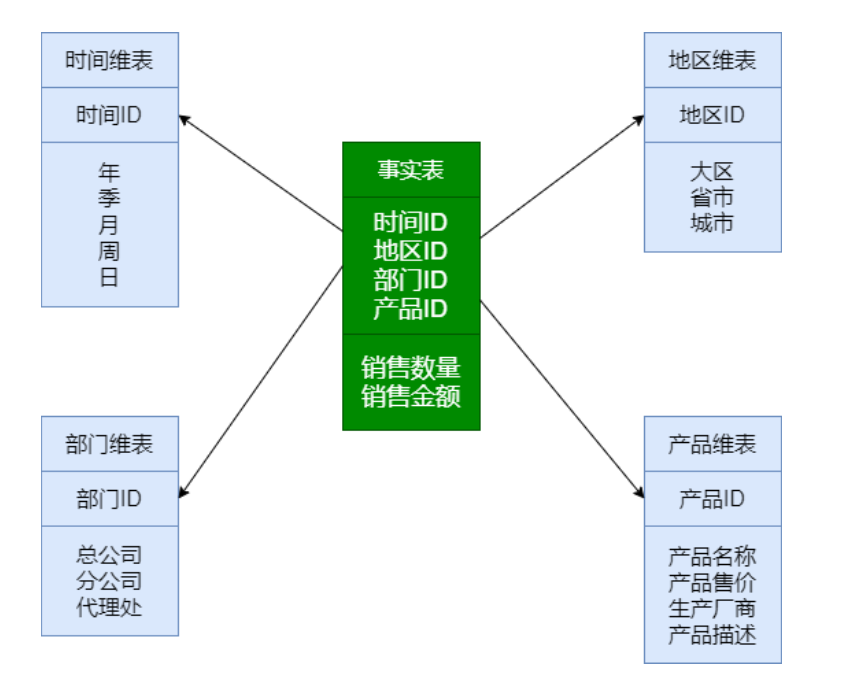 时间维表
时间ID
年
季
月
周
日
地区维表
地区ID
大区
省市
城市
事实表
时间ID
地区ID
部门ID
产品ID
销售数量
销售金额
部门维表
部门ID
总公司
分公司
代理处
产品维表
产品ID
产品名称
产品售价
生产厂商
产品描述